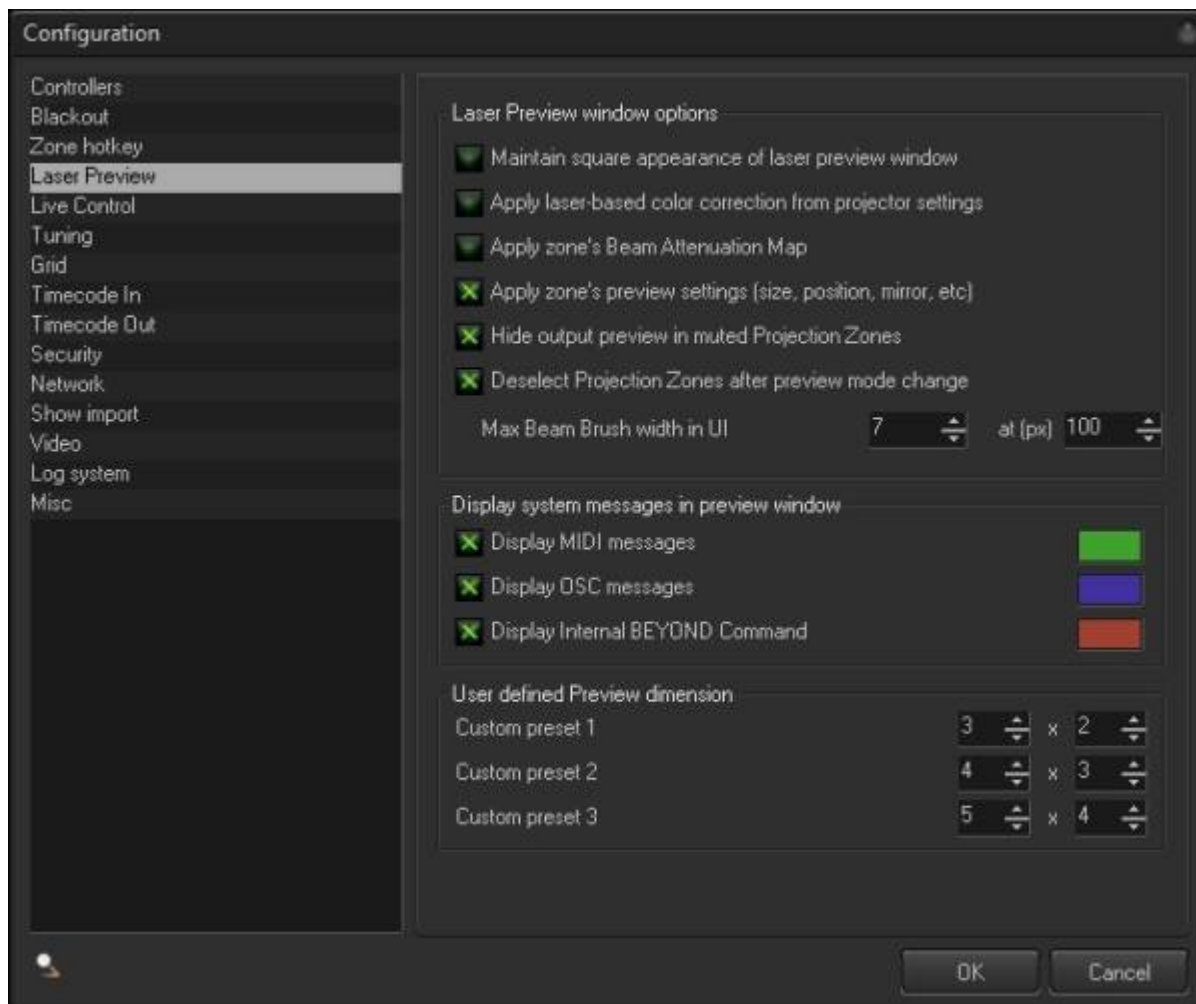 Configuration
Controllers
Blackout
Zone hotkey
Laser Preview
Live Control
Tuning
Grid
Timecode In
Timecode Out
Security
Network
Show import
Video
Log system
Misc
Laser Preview window options
Maintain square appearance of laser preview window
Apply laser-based color correction from projector settings
Apply zone's Beam Attenuation Map
Apply zone's preview settings (size, position, mirror, etc)
Hide output preview in muted Projection Zones
Deselect Projection Zones after preview mode change
Max Beam Brush width in UI 7 at (px) 100
Display system messages in preview window
Display MIDI messages
Display OSC messages
Display Internal BEYOND Command
User defined Preview dimension
Custom preset 1 3 x 2
Custom preset 2 4 x 3
Custom preset 3 5 x 4
OK Cancel